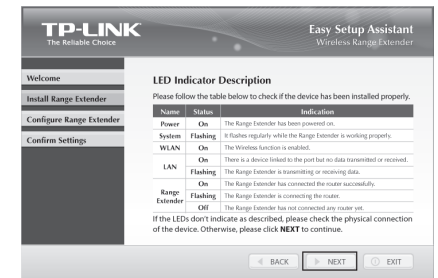 TP-LINK
The Reliable Choice
Easy Setup Assistant
Wireless Range Extender
Welcome
Install Range Extender
Configure Range Extender
Confirm Settings
LED Indicator Description
Please follow the table below to check if the device has been installed properly.
Name Status Indication
Power On The Range Extender has been powered on.
System Flashing It flashes regularly while the Range Extender is working properly.
WLAN On The Wireless function is enabled.
LAN On There is a device linked to the port but no data transmitted or received.
Flashing The Range Extender is transmitting or receiving data.
Range Extender On The Range Extender has connected the router successfully.
Flashing The Range Extender is connecting the router.
Off The Range Extender has not connected any router yet.
If the LEDs don't indicate as described, please check the physical connection
of the device. Otherwise, please click NEXT to continue.
BACK NEXT EXIT